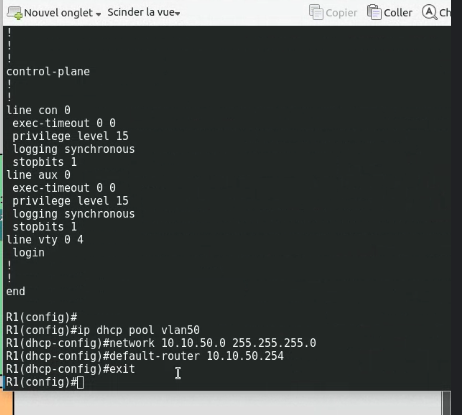 Nouvel onglet Scinder la vue Copier Coller Ch
!
!
!
control-plane
!
!
line con 0
 exec-timeout 0 0
 privilege level 15
 logging synchronous
 stopbits 1
line aux 0
 exec-timeout 0 0
 privilege level 15
 logging synchronous
 stopbits 1
line vty 0 4
 login
!
!
end
R1(config)#
R1(config)#ip dhcp pool vlan50
R1(dhcp-config)#network 10.10.50.0 255.255.255.0
R1(dhcp-config)#default-router 10.10.50.254
R1(dhcp-config)#exit
R1(config)#